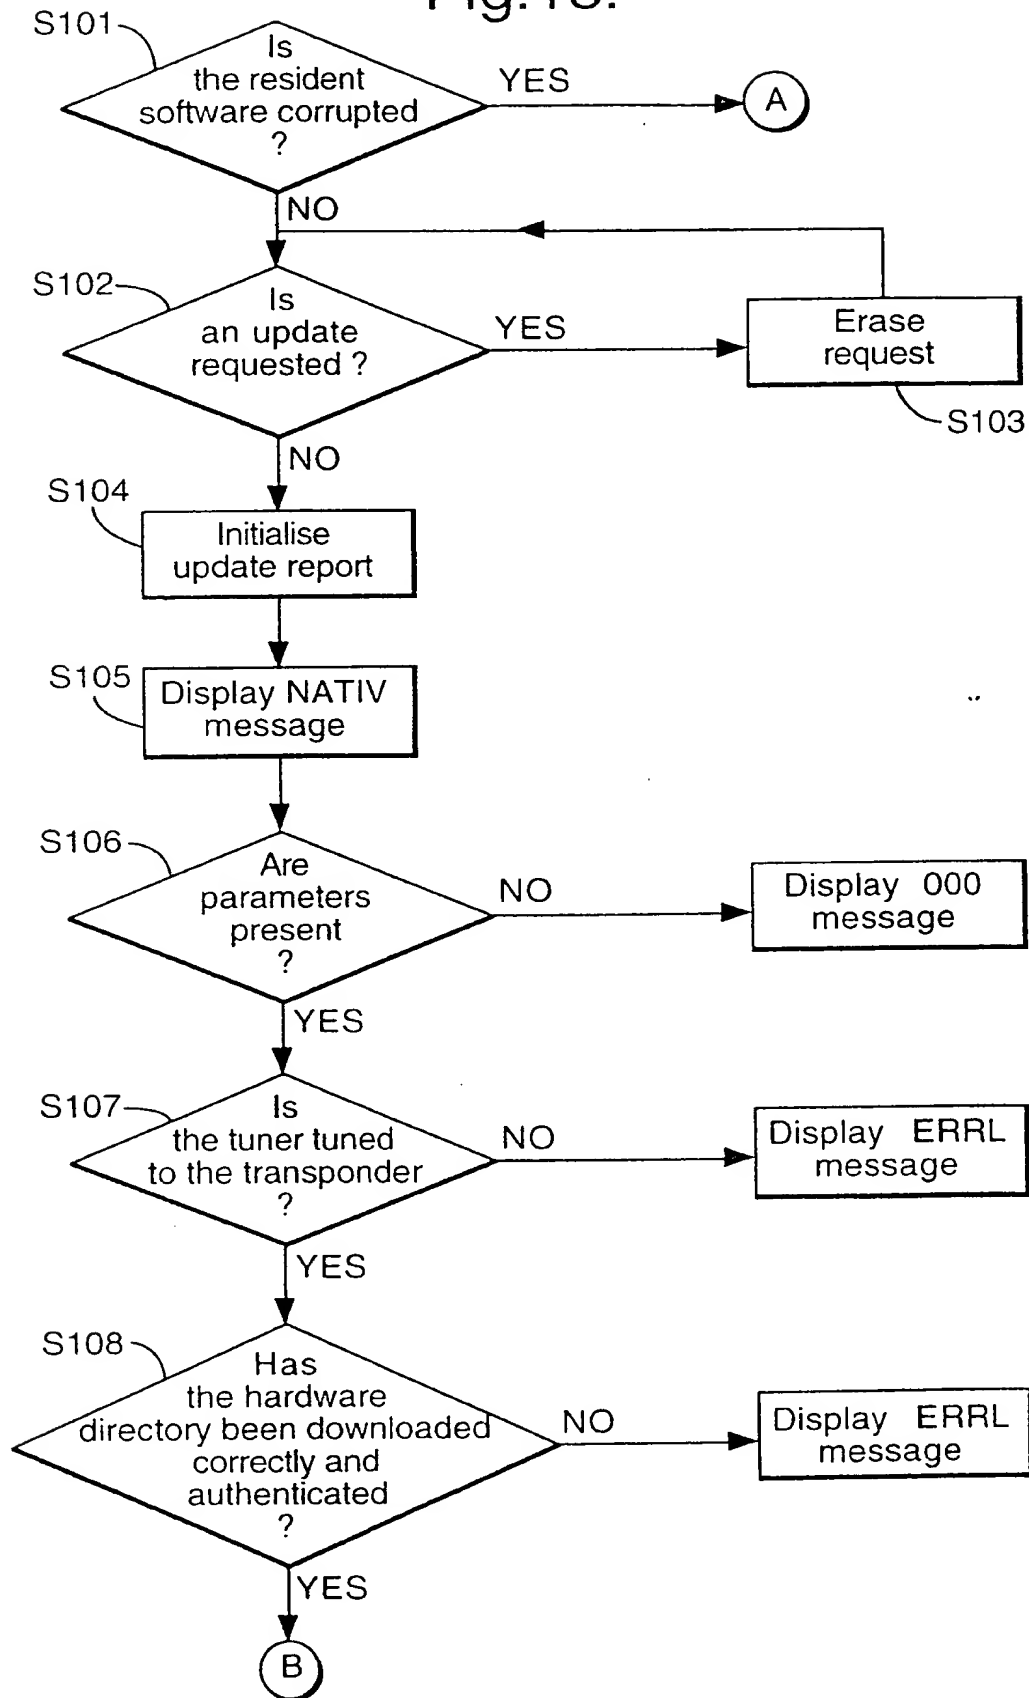 S101
Is
the resident
software corrupted
?
YES
A
NO
S102
Is
an update
requested ?
YES
Erase
request
S103
NO
S104
Initialise
update report
S105
Display NATIV
message
S106
Are
parameters
present
?
NO
Display 000
message
YES
S107
Is
the tuner tuned
to the transponder
?
NO
Display ERRL
message
YES
S108
Has
the hardware
directory been downloaded
correctly and
authenticated
?
NO
Display ERRL
message
YES
B